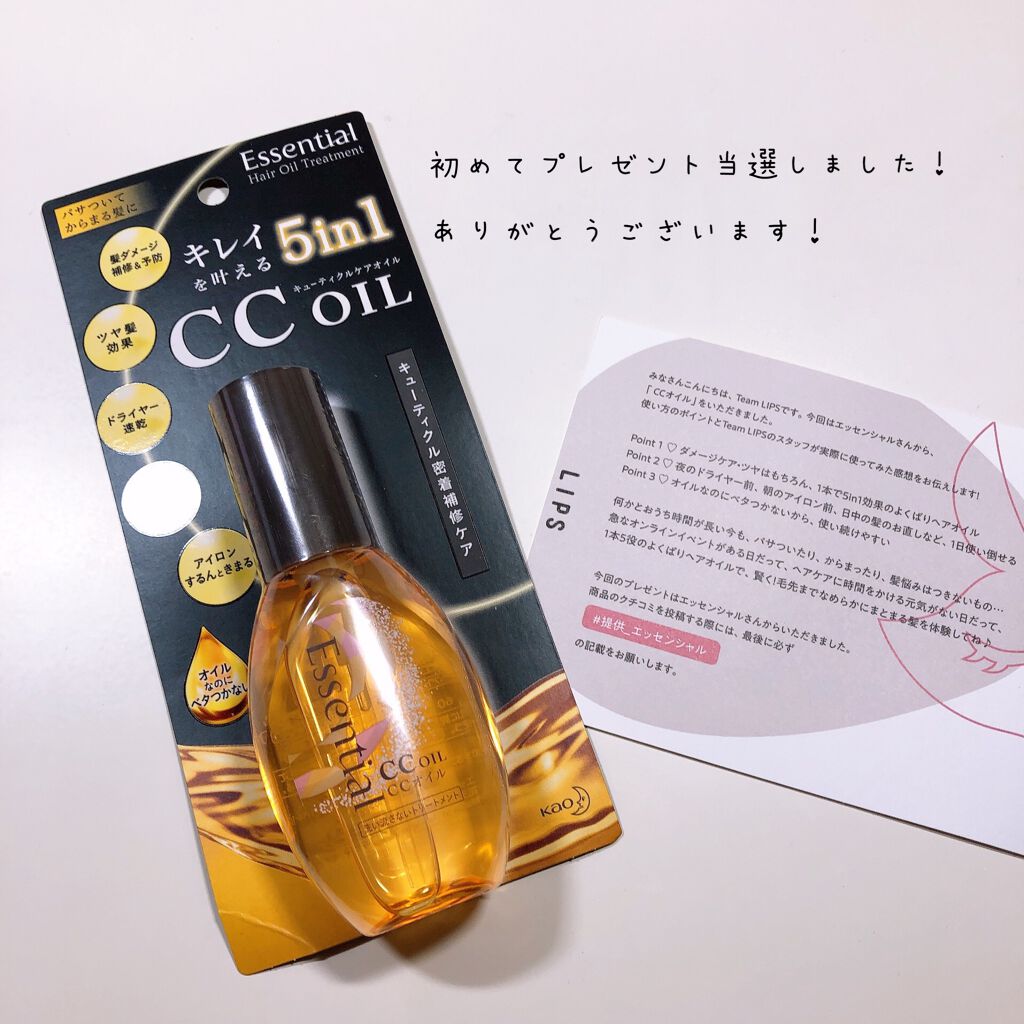 初めてプレゼント当選しました！
ありがとうございます！
Essential
Hair Oil Treatment
パサついて
からまる髪に
キレイ
を叶える
5in1
キューティクルケアオイル
CC OIL
髪ダメージ
補修&予防
ツヤ髪
効果
ドライヤー
速乾
アイロン
するんときまる
オイル
なのに
ベタつかない
キューティクル密着補修ケア
Essential
CC OIL
CCオイル
洗い流さないトリートメント
Kao
LIPS
みなさんこんにちは、Team LIPSです。今回はエッセンシャルさんから、
「CCオイル」をいただきました。
使い方のポイントとTeam LIPSのスタッフが実際に使ってみた感想をお伝えします!
Point 1 ♡ ダメージケア・ツヤはもちろん、1本で5in1効果のよくばりヘアオイル
Point 2 ♡ 夜のドライヤー前、朝のアイロン前、日中の髪のお直しなど、1日使い倒せる
Point 3 ♡ オイルなのにベタつかないから、使い続けやすい
何かとおうち時間が長い今も、パサついたり、からまったり、髪悩みはつきないもの…
急なオンラインイベントがある日だって、ヘアケアに時間をかける元気がない日だって、
1本5役のよくばりヘアオイルで、賢く!毛先までなめらかにまとまる髪を体験してね♪
今回のプレゼントはエッセンシャルさんからいただきました。
商品のクチコミを投稿する際には、最後に必ず
#提供_エッセンシャル
の記載をお願いします。